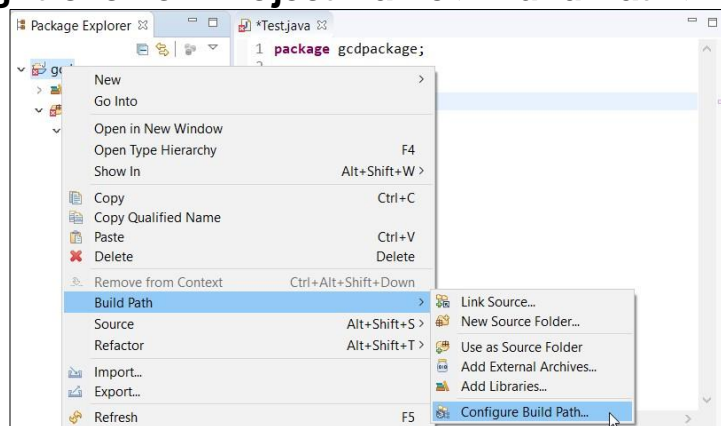 Package Explorer
*Test.java
1 package gcdpackage;
2
New
Go Into
Open in New Window
Open Type Hierarchy F4
Show In Alt+Shift+W >
Copy Ctrl+C
Copy Qualified Name
Paste Ctrl+V
Delete Delete
Remove from Context Ctrl+Alt+Shift+Down
Build Path
Source Alt+Shift+S >
Refactor Alt+Shift+T >
Import...
Export...
Refresh F5
Link Source...
New Source Folder...
Use as Source Folder
Add External Archives...
Add Libraries...
Configure Build Path...